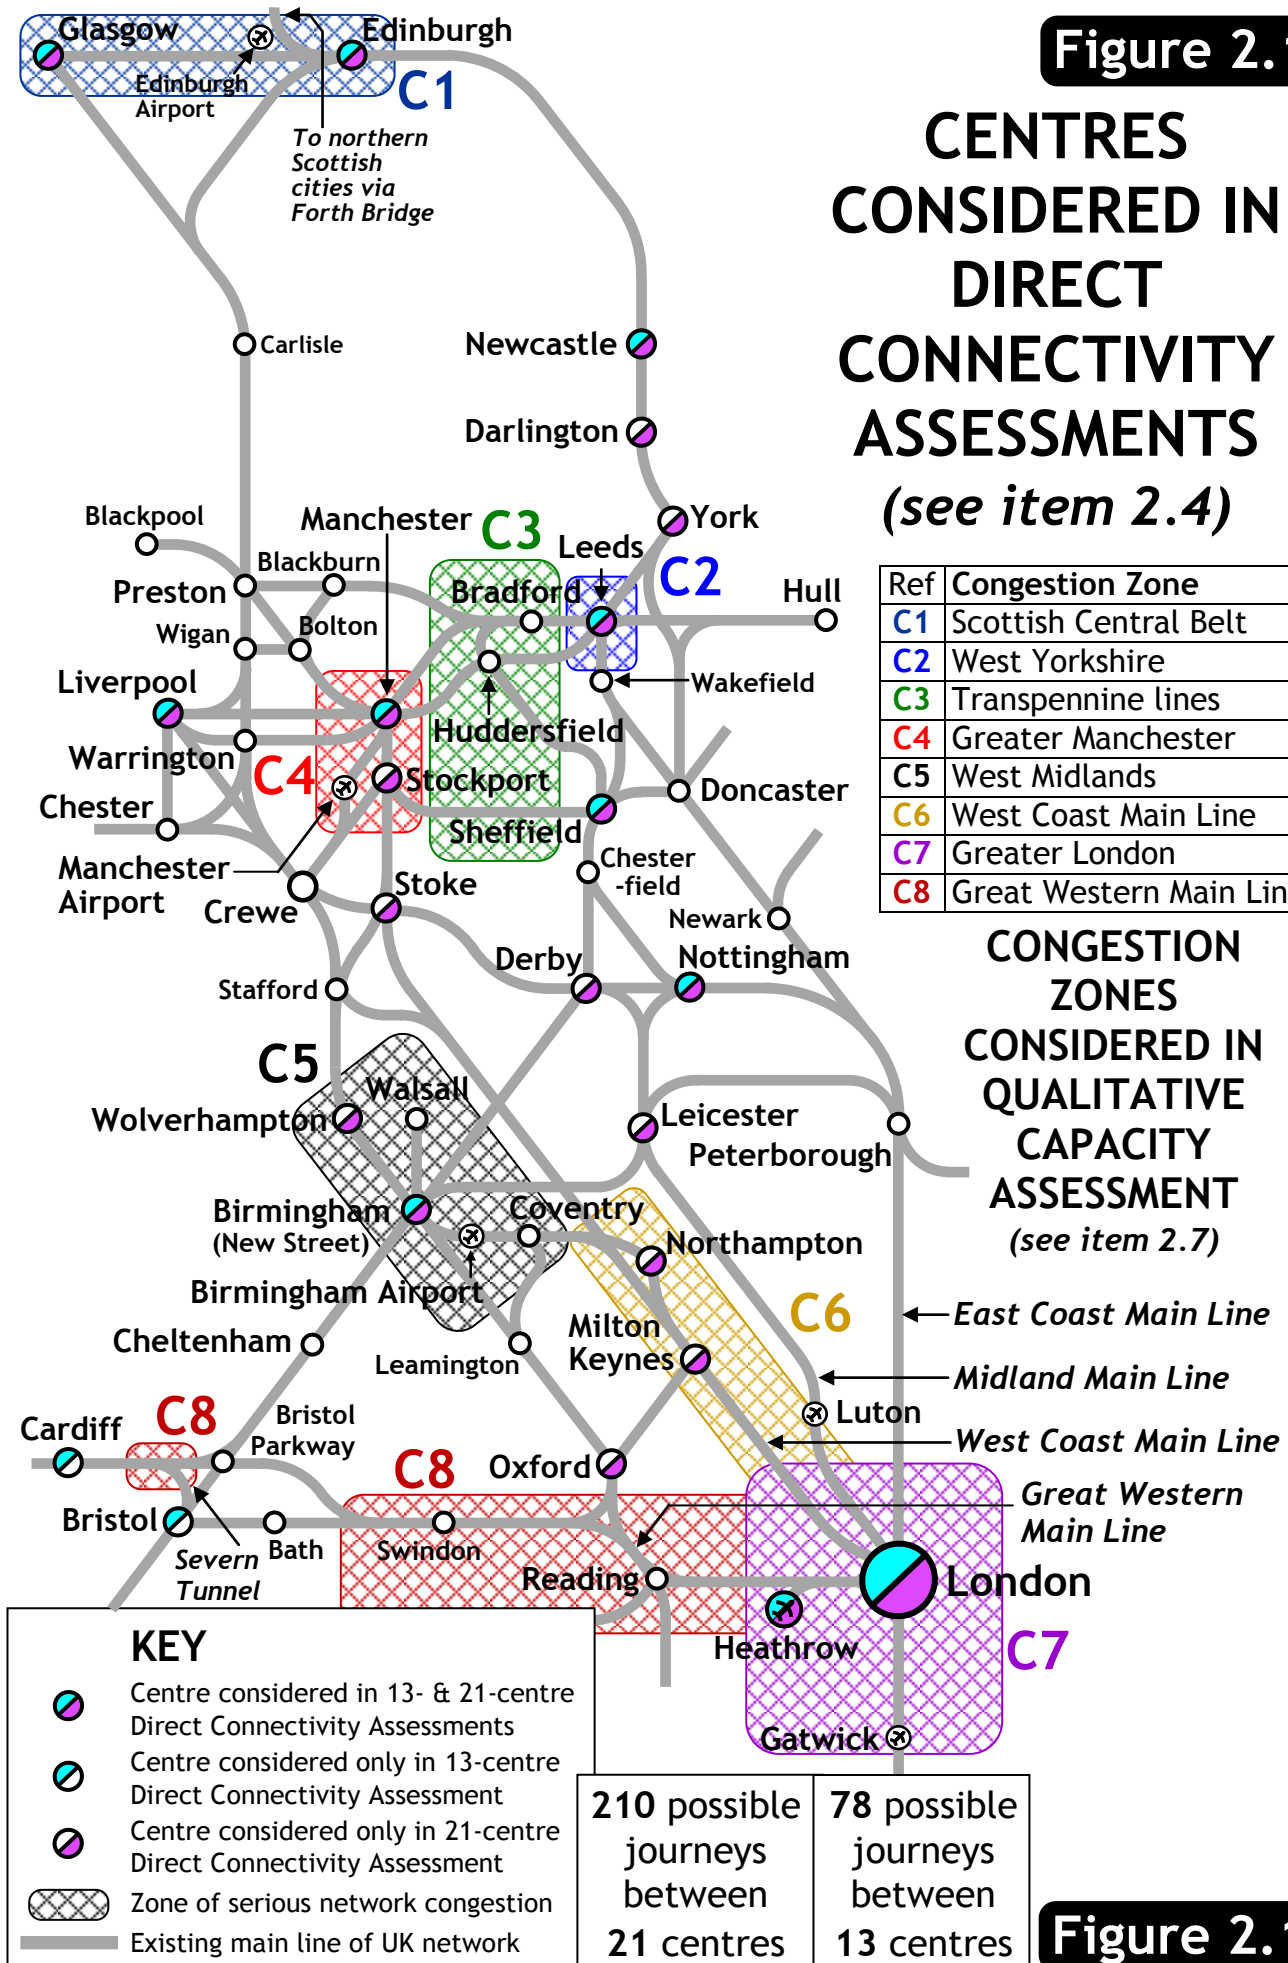 Figure 2.1
CENTRES
CONSIDERED IN
DIRECT
CONNECTIVITY
ASSESSMENTS
(see item 2.4)
Glasgow
Edinburgh
Edinburgh
Airport
C1
To northern
Scottish
cities via
Forth Bridge
Carlisle
Newcastle
Darlington
York
Blackpool
Manchester
C3
Leeds
Blackburn
C2
Preston
Bradford
Hull
Wigan
Bolton
Liverpool
Wakefield
Huddersfield
Warrington
C4
Stockport
Chester
Doncaster
Sheffield
Manchester
Airport
Chester
-field
Crewe
Stoke
Newark
Derby
Nottingham
Stafford
Ref Congestion Zone
C1 Scottish Central Belt
C2 West Yorkshire
C3 Transpennine lines
C4 Greater Manchester
C5 West Midlands
C6 West Coast Main Line
C7 Greater London
C8 Great Western Main Lin
CONGESTION
ZONES
CONSIDERED IN
QUALITATIVE
CAPACITY
ASSESSMENT
(see item 2.7)
C5
Walsall
Wolverhampton
Leicester
Peterborough
Birmingham
(New Street)
Coventry
Northampton
Birmingham Airport
C6
East Coast Main Line
Cheltenham
Milton
Keynes
Leamington
Midland Main Line
Luton
C8
Bristol
Parkway
Cardiff
West Coast Main Line
C8
Oxford
Great Western
Main Line
Bristol
Severn
Tunnel
Bath
Swindon
Reading
London
Heathrow
C7
Gatwick
KEY
Centre considered in 13- & 21-centre
Direct Connectivity Assessments
Centre considered only in 13-centre
Direct Connectivity Assessment
Centre considered only in 21-centre
Direct Connectivity Assessment
Zone of serious network congestion
Existing main line of UK network
210 possible
journeys
between
21 centres
78 possible
journeys
between
13 centres
Figure 2.1